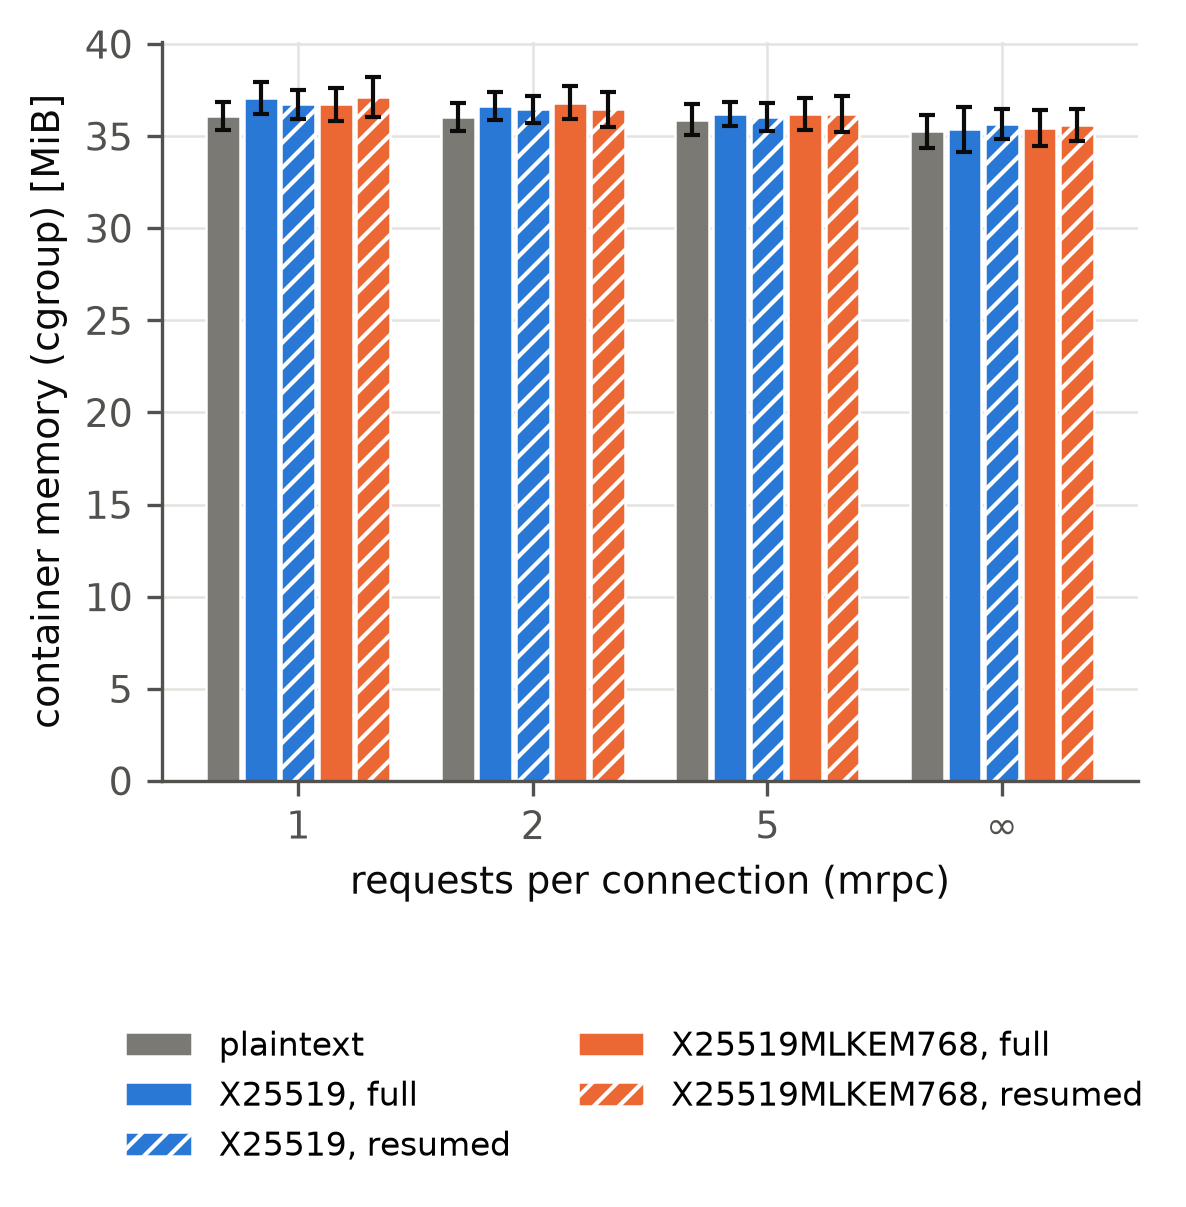 container memory (cgroup) [MiB]
40
35
30
25
20
15
10
5
0
1 2 5 ∞
requests per connection (mrpc)
plaintext
X25519, full
X25519, resumed
X25519MLKEM768, full
X25519MLKEM768, resumed